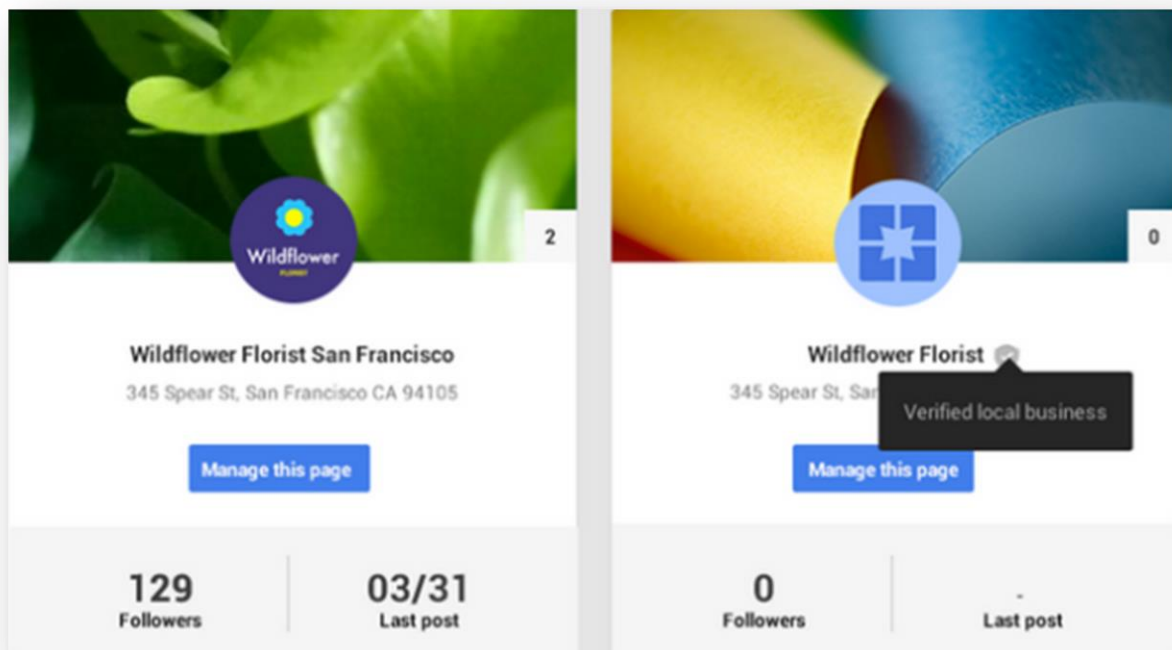 2
Wildflower
FLORIST
Wildflower Florist San Francisco
345 Spear St, San Francisco CA 94105
Manage this page
129
Followers
03/31
Last post
0
Wildflower Florist
345 Spear St,
Verified local business
Manage this page
0
Followers
-
Last post